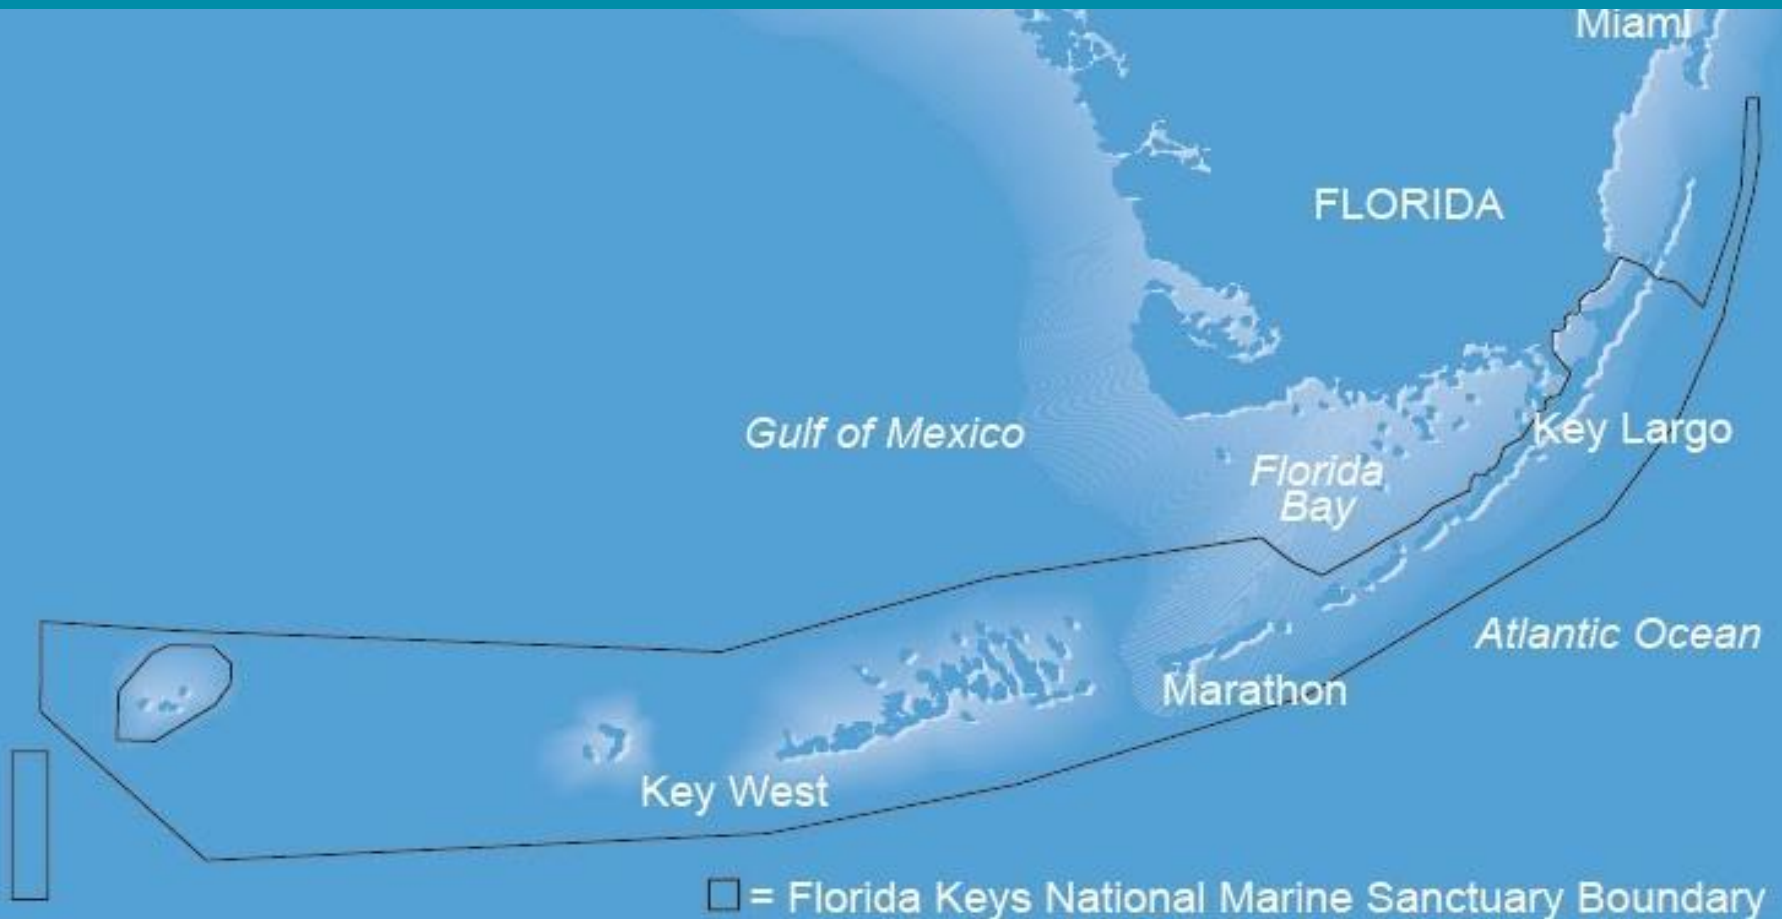 Miami
FLORIDA
Gulf of Mexico
Key Largo
Florida
Bay
Atlantic Ocean
Marathon
Key West
= Florida Keys National Marine Sanctuary Boundary